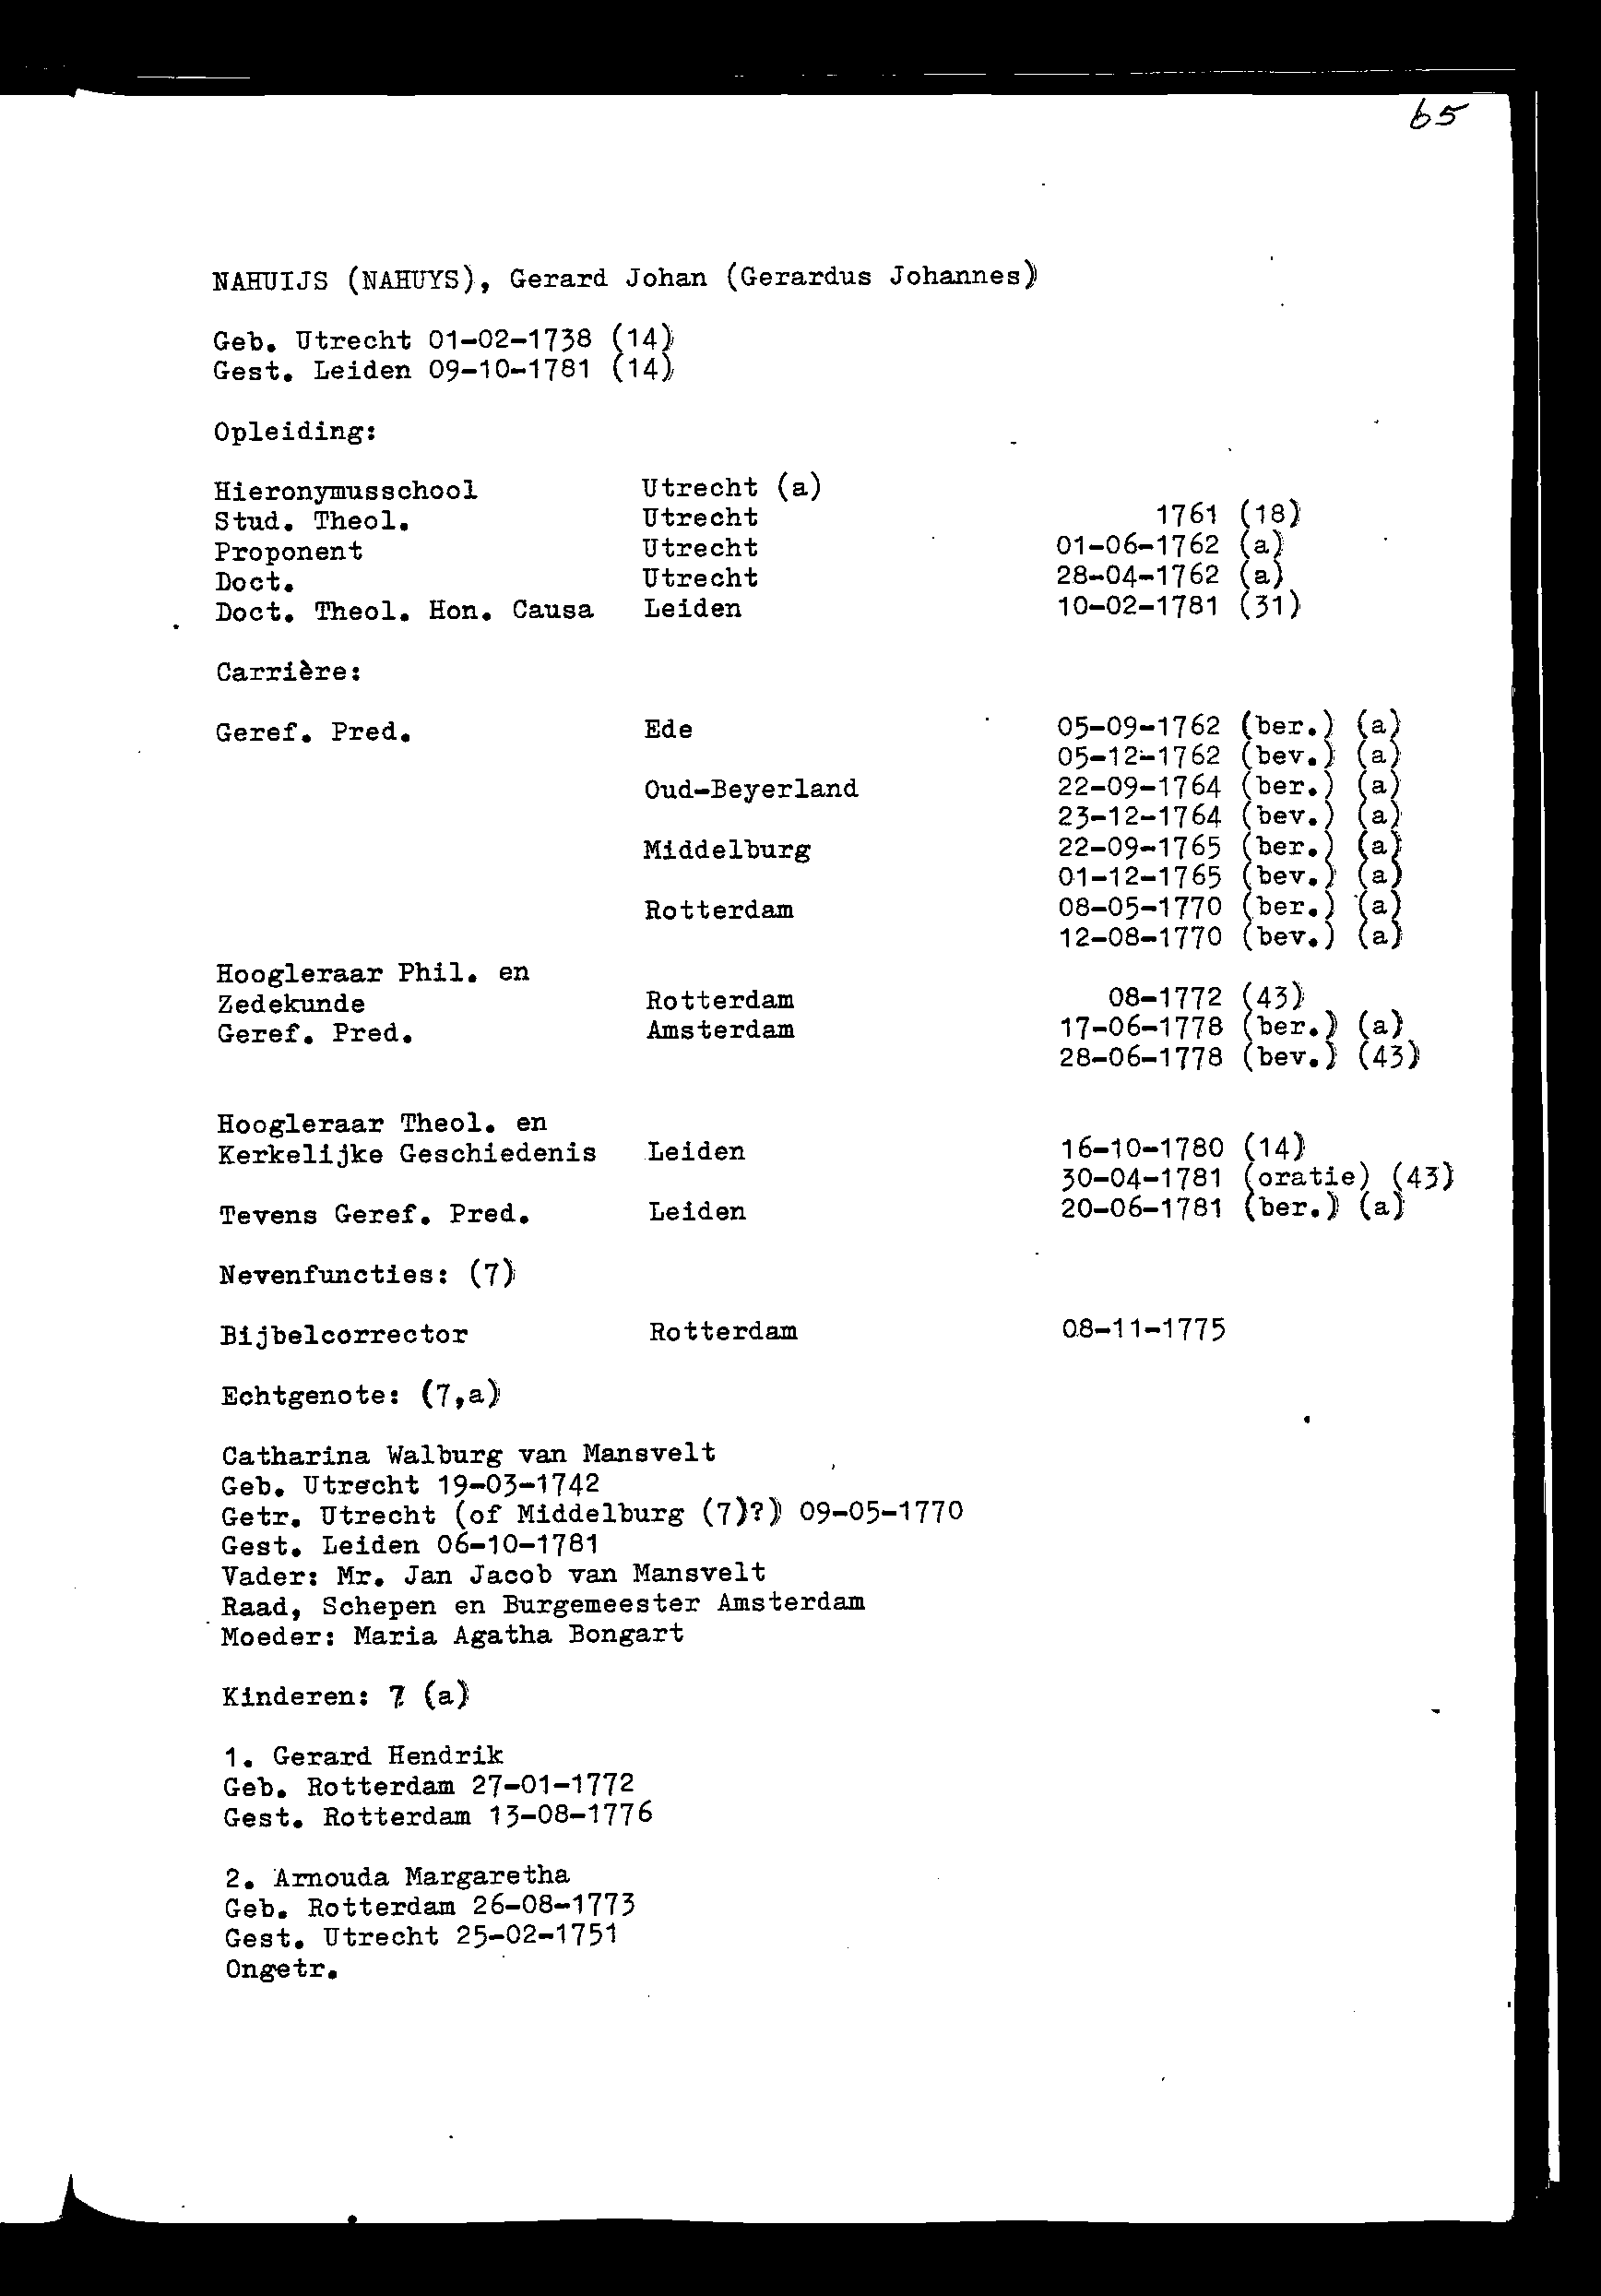 65
NAHUIJS (NAHUYS), Gerard Johan (Gerardus Johannes)
Geb. Utrecht 01-02-1738 (14)
Gest. Leiden 09-10-1781 (14)
Opleiding:
Hieronymusschool Utrecht (a)
Stud. Theol. Utrecht 1761 (18)
Proponent Utrecht 01-06-1762 (a)
Doct. Utrecht 28-04-1762 (a)
Doct. Theol. Hon. Causa Leiden 10-02-1781 (31)
Carrière:
Geref. Pred. Ede 05-09-1762 (ber.) (a)
05-12-1762 (bev.) (a)
Oud-Beyerland 22-09-1764 (ber.) (a)
23-12-1764 (bev.) (a)
Middelburg 22-09-1765 (ber.) (a)
01-12-1765 (bev.) (a)
Rotterdam 08-05-1770 (ber.) (a)
12-08-1770 (bev.) (a)
Hoogleraar Phil. en
Zedekunde Rotterdam 08-1772 (43)
Geref. Pred. Amsterdam 17-06-1778 (ber.) (a)
28-06-1778 (bev.) (43)
Hoogleraar Theol. en
Kerkelijke Geschiedenis Leiden 16-10-1780 (14)
30-04-1781 (oratie) (43)
Tevens Geref. Pred. Leiden 20-06-1781 (ber.) (a)
Nevenfuncties: (7)
Bijbelcorrector Rotterdam 08-11-1775
Echtgenote: (7,a)
Catharina Walburg van Mansvelt
Geb. Utrecht 19-03-1742
Getr. Utrecht (of Middelburg (7)?) 09-05-1770
Gest. Leiden 06-10-1781
Vader: Mr. Jan Jacob van Mansvelt
Raad, Schepen en Burgemeester Amsterdam
Moeder: Maria Agatha Bongart
Kinderen: 7 (a)
1. Gerard Hendrik
Geb. Rotterdam 27-01-1772
Gest. Rotterdam 13-08-1776
2. Arnouda Margaretha
Geb. Rotterdam 26-08-1773
Gest. Utrecht 25-02-1751
Ongetr.